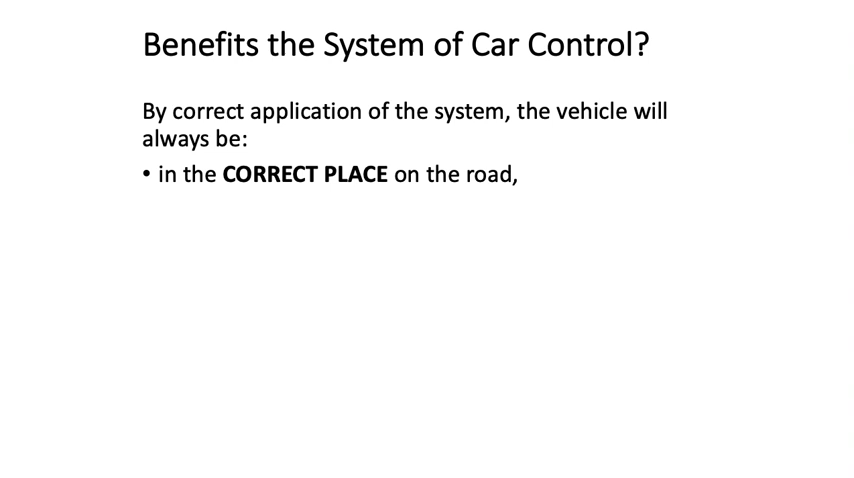 Benefits the System of Car Control?
By correct application of the system, the vehicle will
always be:
• in the CORRECT PLACE on the road,